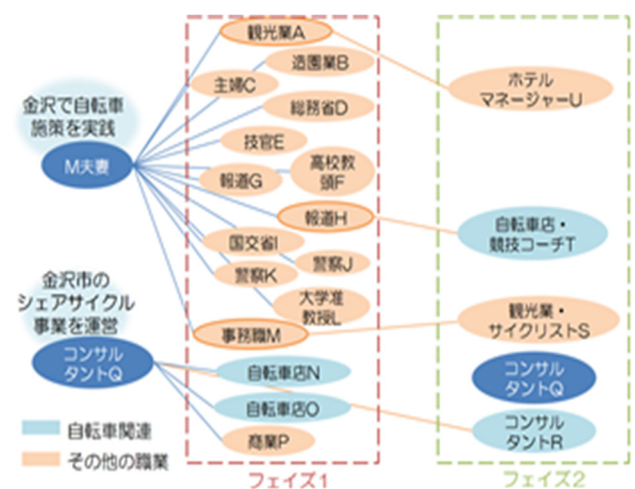 金沢で自転車
施策を実践
M夫妻
金沢市の
シェアサイクル
事業を運営
コンサル
タントQ
自転車関連
その他の職業
観光業A
造園業B
主婦C
総務省D
技官E
高校教
頭F
報道G
報道H
国交省I
警察J
警察K
大学准
教授L
事務職M
自転車店N
自転車店O
商業P
フェイズ1
ホテル
マネージャーU
自転車店・
競技コーチT
観光業・
サイクリストS
コンサル
タントQ
コンサル
タントR
フェイズ2